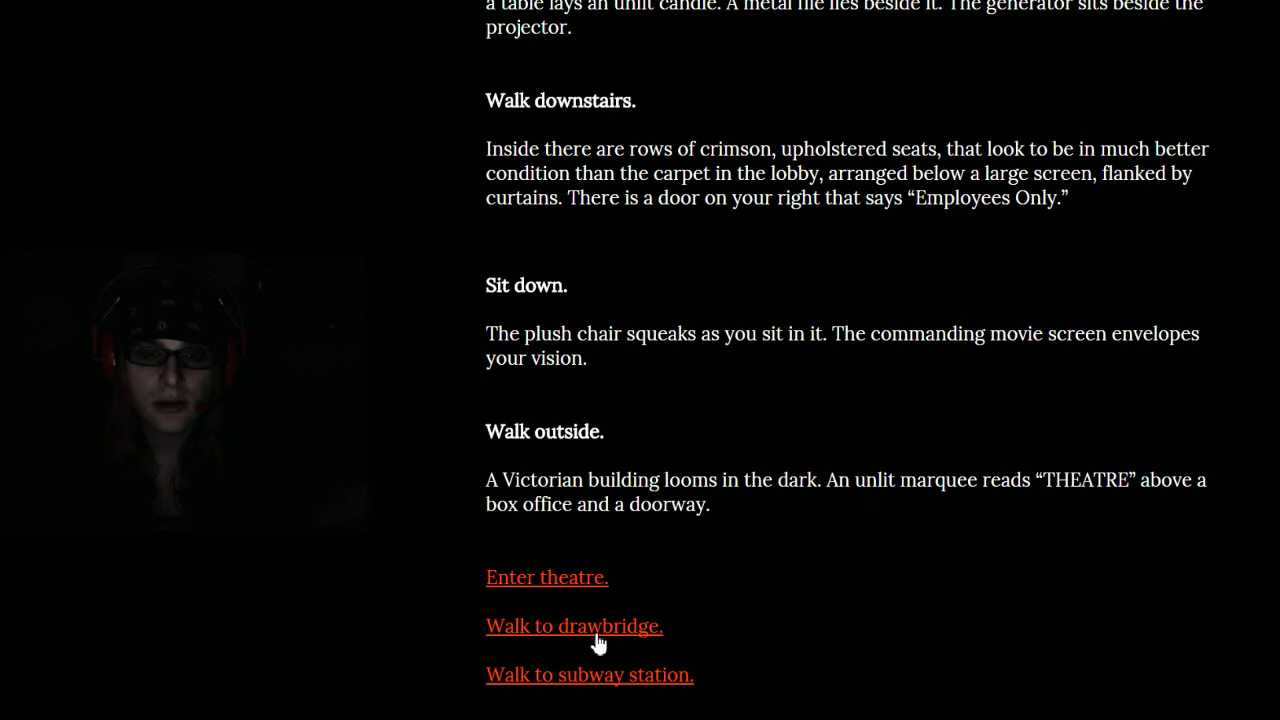 a table lays an unlit candle. A metal file lies beside it. The generator sits beside the
projector.
Walk downstairs.
Inside there are rows of crimson, upholstered seats, that look to be in much better
condition than the carpet in the lobby, arranged below a large screen, flanked by
curtains. There is a door on your right that says “Employees Only.”
Sit down.
The plush chair squeaks as you sit in it. The commanding movie screen envelopes
your vision.
Walk outside.
A Victorian building looms in the dark. An unlit marquee reads “THEATRE” above a
box office and a doorway.
Enter theatre.
Walk to drawbridge.
Walk to subway station.